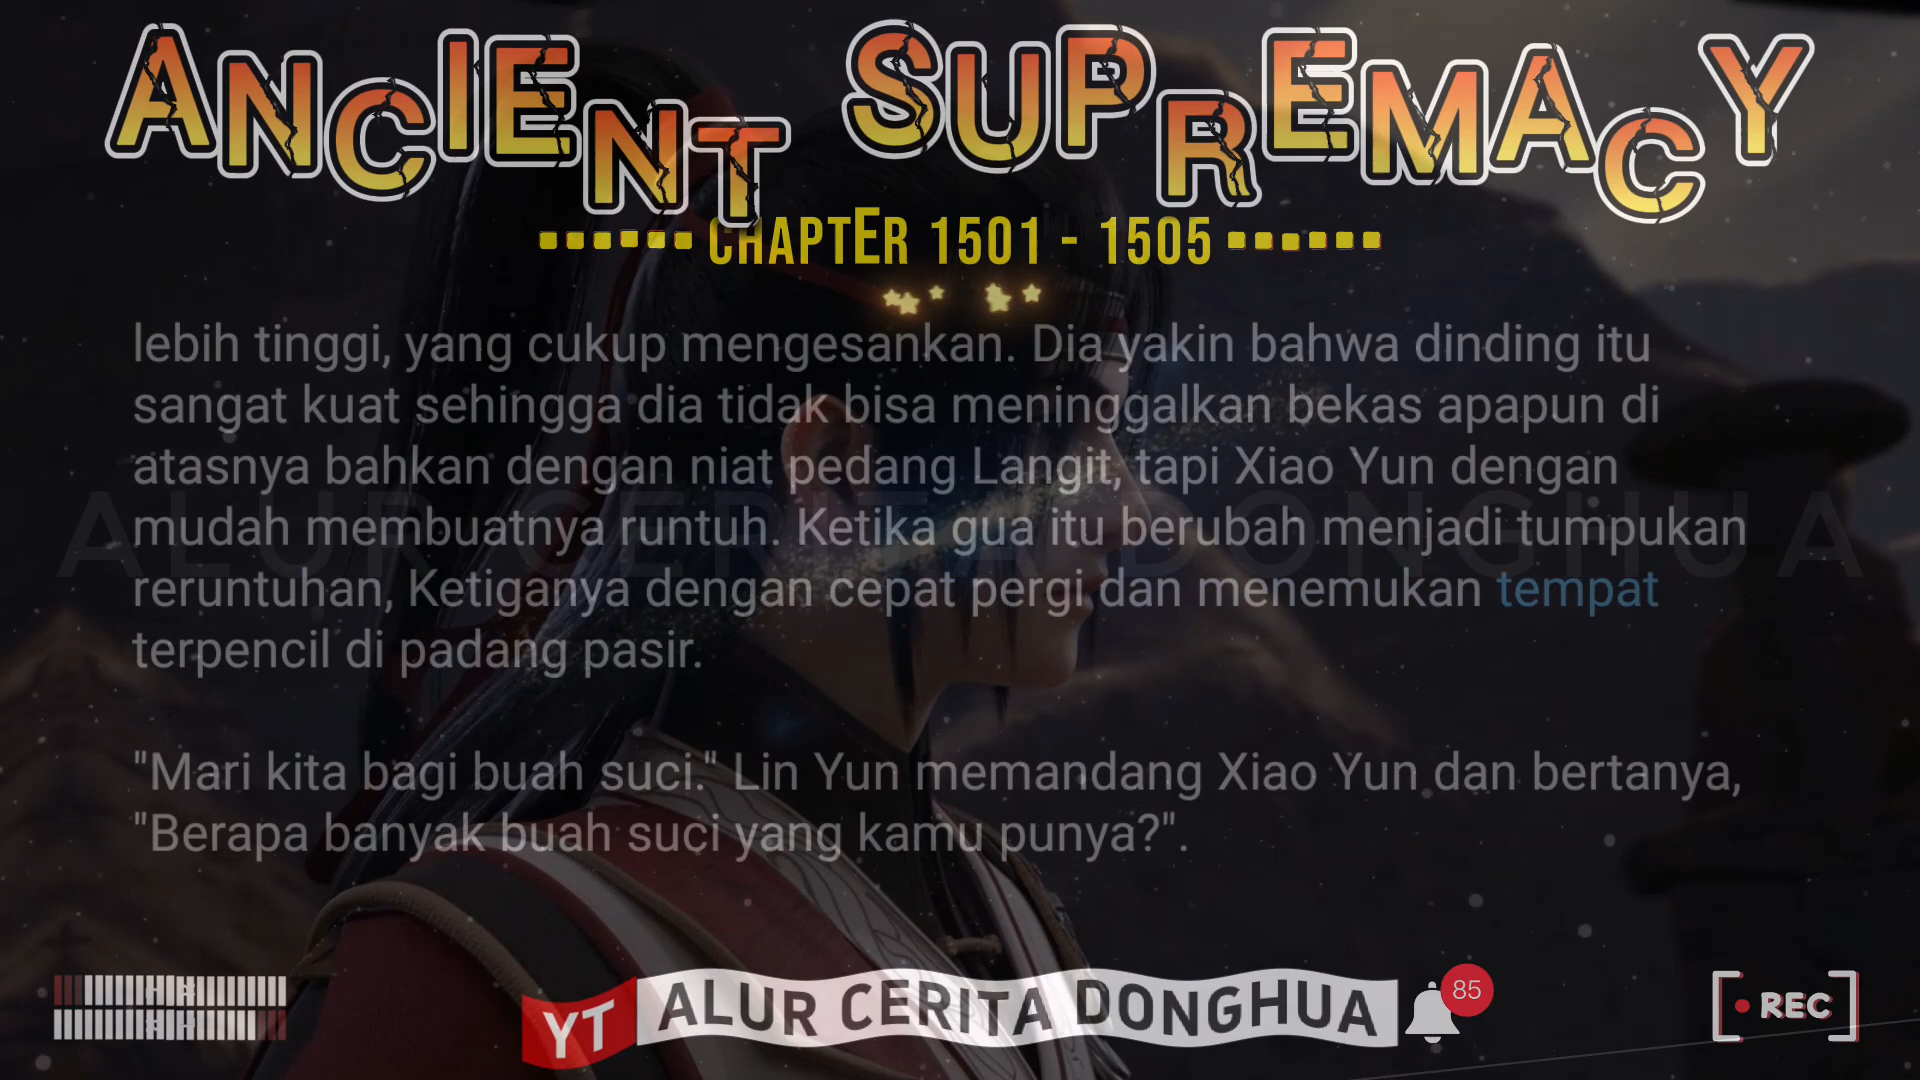 ANCIENT SUPREMACY
CHAPTER 1501 - 1505
lebih tinggi, yang cukup mengesankan. Dia yakin bahwa dinding itu
sangat kuat sehingga dia tidak bisa meninggalkan bekas apapun di
atasnya bahkan dengan niat pedang Langit, tapi Xiao Yun dengan
ALUR CERITA DONGHUA
mudah membuatnya runtuh. Ketika gua itu berubah menjadi tumpukan
reruntuhan, Ketiganya dengan cepat pergi dan menemukan tempat
terpencil di padang pasir.
"Mari kita bagi buah suci." Lin Yun memandang Xiao Yun dan bertanya,
"Berapa banyak buah suci yang kamu punya?".
YT ALUR CERITA DONGHUA 85
REC